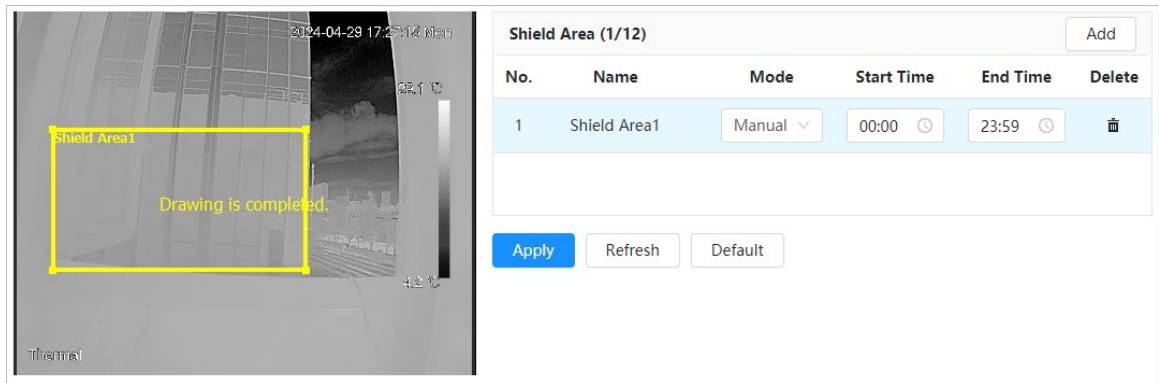 2024-04-29 17:27:15 Mon
23.1 ℃
Shield Area1
Drawing is completed.
4.2 ℃
Thermal
Shield Area (1/12)
Add
No. Name Mode Start Time End Time Delete
1 Shield Area1 Manual 00:00 23:59
Apply Refresh Default